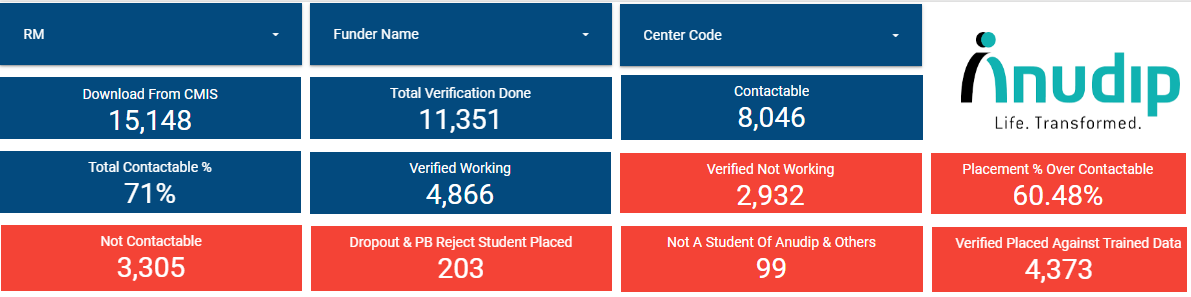 RM
Funder Name
Center Code
anudip
Life. Transformed.
Download From CMIS
15,148
Total Verification Done
11,351
Contactable
8,046
Total Contactable %
71%
Verified Working
4,866
Verified Not Working
2,932
Placement % Over Contactable
60.48%
Not Contactable
3,305
Dropout & PB Reject Student Placed
203
Not A Student Of Anudip & Others
99
Verified Placed Against Trained Data
4,373